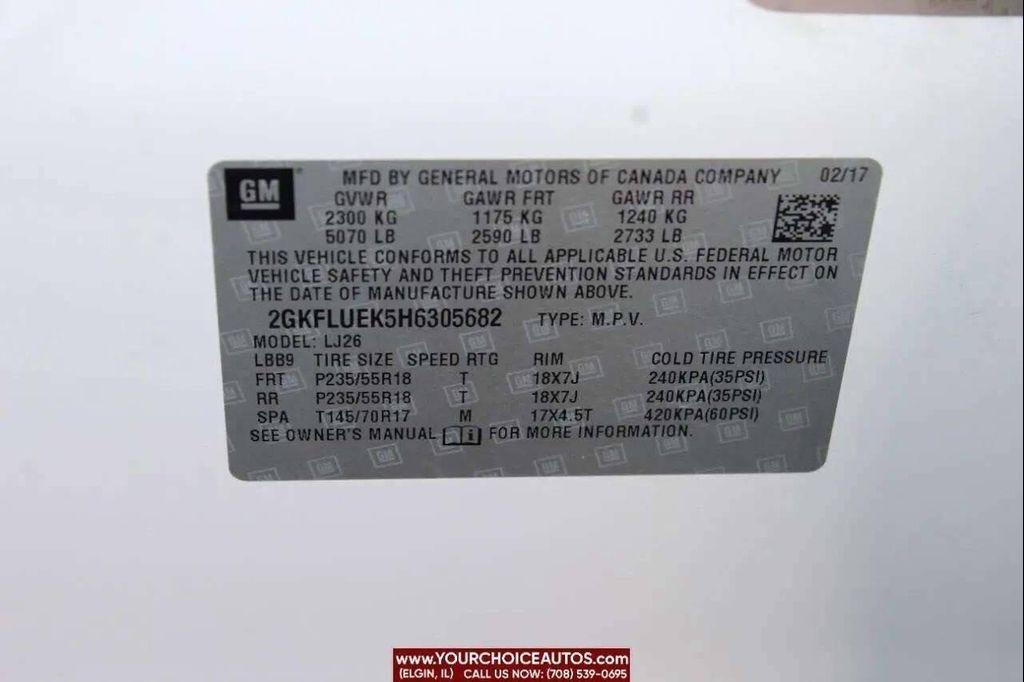 GM MFD BY GENERAL MOTORS OF CANADA COMPANY 02/17
GVWR GAWR FRT GAWR RR
2300 KG 1175 KG 1240 KG
5070 LB 2590 LB 2733 LB
THIS VEHICLE CONFORMS TO ALL APPLICABLE U.S. FEDERAL MOTOR
VEHICLE SAFETY AND THEFT PREVENTION STANDARDS IN EFFECT ON
THE DATE OF MANUFACTURE SHOWN ABOVE.
2GKFLUEK5H6305682 TYPE: M.P.V.
MODEL: LJ26
LBB9 TIRE SIZE SPEED RTG RIM COLD TIRE PRESSURE
FRT P235/55R18 T 18X7J 240KPA(35PSI)
RR P235/55R18 T 18X7J 240KPA(35PSI)
SPA T145/70R17 M 17X4.5T 420KPA(60PSI)
SEE OWNER'S MANUAL i FOR MORE INFORMATION.
WWW.YOURCHOICEAUTOS.COM
(ELGIN, IL) CALL US NOW: (708) 539-0695